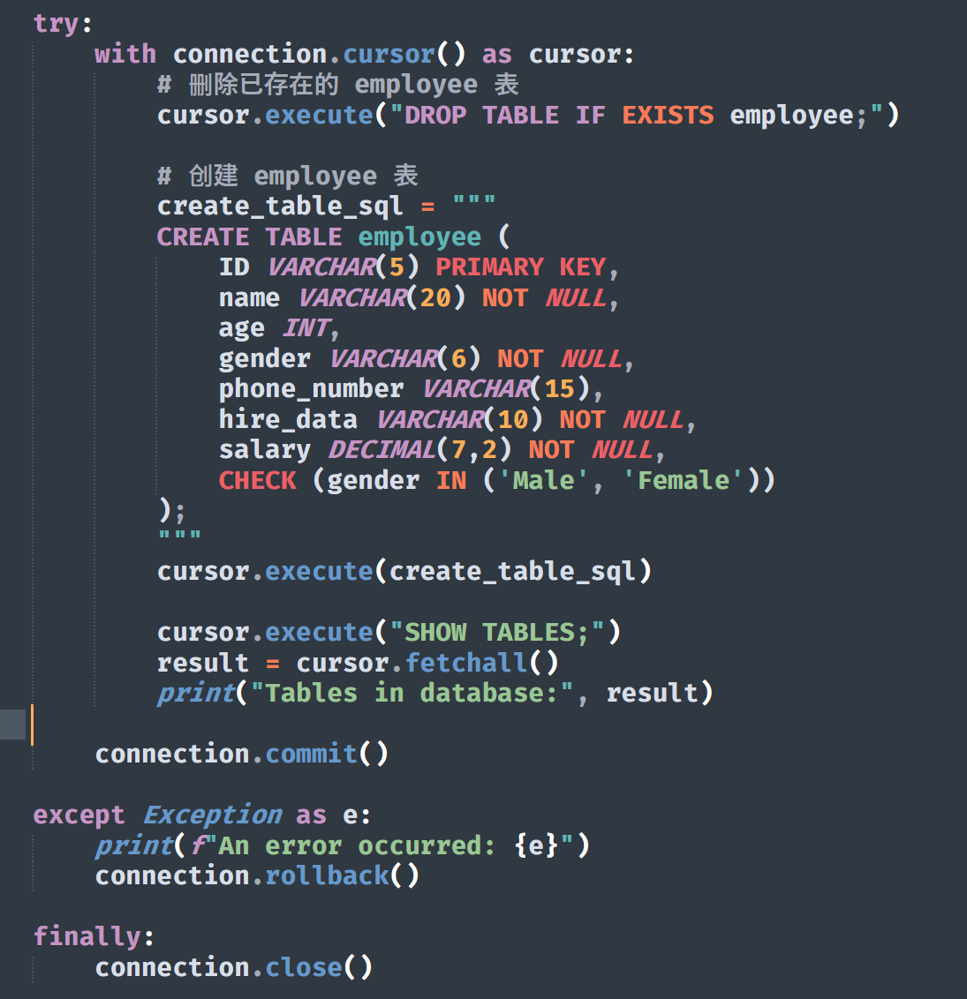 try:
    with connection.cursor() as cursor:
        # 删除已存在的 employee 表
        cursor.execute("DROP TABLE IF EXISTS employee;")
        # 创建 employee 表
        create_table_sql = """
        CREATE TABLE employee (
            ID VARCHAR(5) PRIMARY KEY,
            name VARCHAR(20) NOT NULL,
            age INT,
            gender VARCHAR(6) NOT NULL,
            phone_number VARCHAR(15),
            hire_data VARCHAR(10) NOT NULL,
            salary DECIMAL(7,2) NOT NULL,
            CHECK (gender IN ('Male', 'Female'))
        );
        """
        cursor.execute(create_table_sql)
        cursor.execute("SHOW TABLES;")
        result = cursor.fetchall()
        print("Tables in database:", result)
    connection.commit()
except Exception as e:
    print(f"An error occurred: {e}")
    connection.rollback()
finally:
    connection.close()